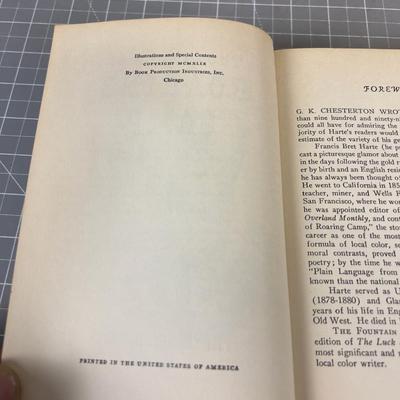 Illustrations and Special Contents
COPYRIGHT MCMXLIX
By Book Production Industries, Inc.
Chicago
PRINTED IN THE UNITED STATES OF AMERICA
FOREW
G. K. CHESTERTON WROT
than nine hundred and ninety-nin
could all have for admiring the
jority of Harte's readers would
estimate of the variety of his ge
Francis Bret Harte (he p
cast a picturesque glamor about
in the days following the gold r
er by birth and an English resi
he has always been thought of
He went to California in 185
teacher, miner, and Wells F
San Francisco, where he
he was appointed editor of
Overland Monthly, and cont
of Roaring Camp," the stor
career as one of the most
formula of local color, se
moral contrasts, proved
poetry; by the time he w
"Plain Language from
known than the national
Harte served as U
(1878-1880) and Glas
years of his life in Eng
Old West. He died in
The Fountain
edition of The Luck
most significant and
local color writer.